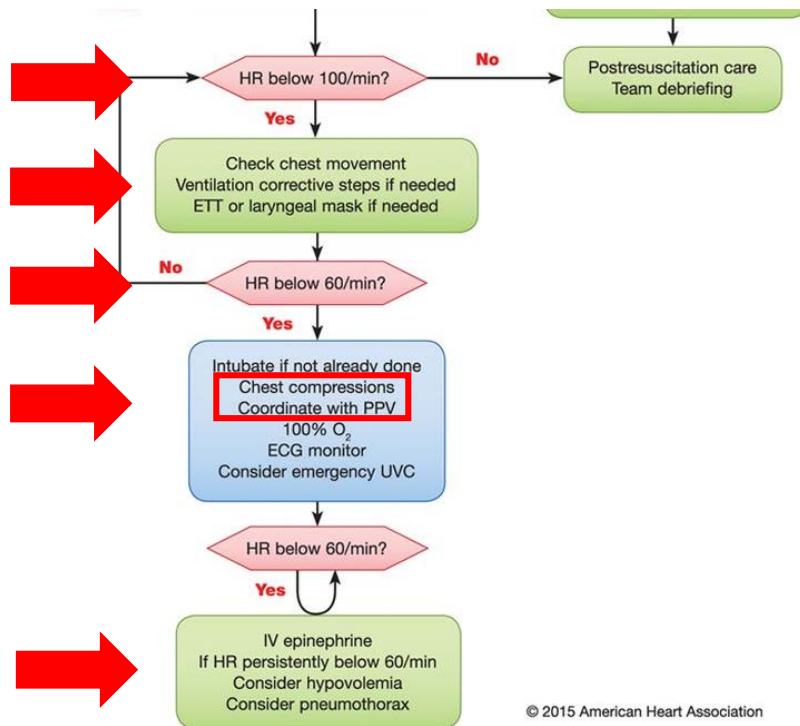 HR below 100/min?
No
Postresuscitation care
Team debriefing
Yes
Check chest movement
Ventilation corrective steps if needed
ETT or laryngeal mask if needed
No
HR below 60/min?
Yes
Intubate if not already done
Chest compressions
Coordinate with PPV
100% O₂
ECG monitor
Consider emergency UVC
HR below 60/min?
Yes
IV epinephrine
If HR persistently below 60/min
Consider hypovolemia
Consider pneumothorax
© 2015 American Heart Association